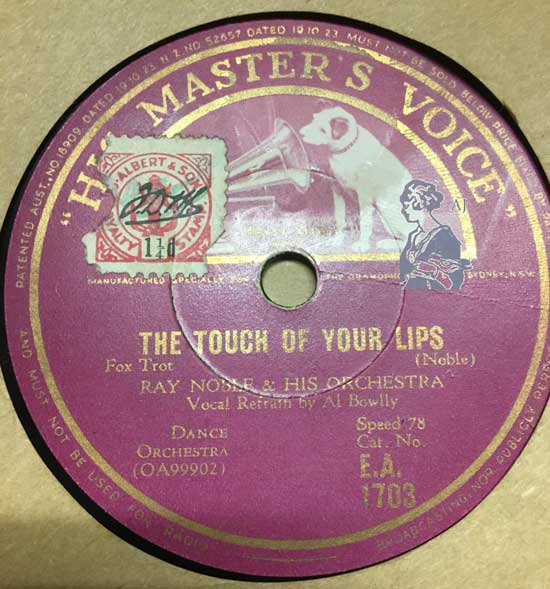 PATENTED AUST. NO 18909, DATED 19.10.23. N.Z. NO 52657 DATED 19.10.23. MUST NOT BE SOLD BELOW PRICE
"HIS MASTER'S VOICE"
ALBERT & SON
STAMP
1¼d
AJ
MANUFACTURED SPECIALLY FOR
THE GRAMOPHONE
SYDNEY, N.S.W.
THE TOUCH OF YOUR LIPS
Fox Trot
(Noble)
RAY NOBLE & HIS ORCHESTRA
Vocal Refrain by Al Bowlly
DANCE
ORCHESTRA
(OA99902)
Speed 78
Cat. No.
E.A.
1703
AND MUST NOT BE USED FOR RADIO
BROADCASTING, NOR PUBLICLY